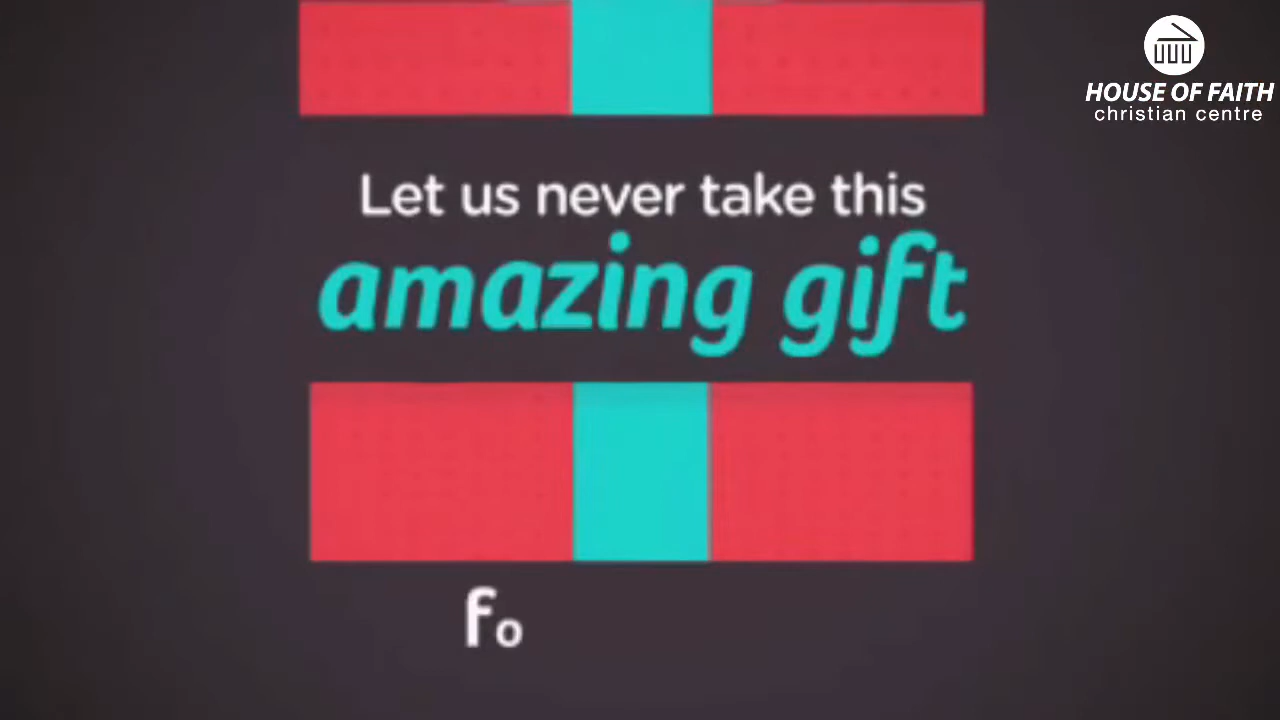 HOUSE OF FAITH
christian centre
Let us never take this
amazing gift
fo